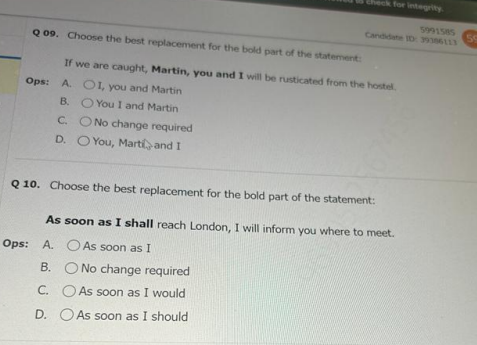 check for integrity.
5991585
Candidate ID: 39386113
Q 09. Choose the best replacement for the bold part of the statement:
If we are caught, Martin, you and I will be rusticated from the hostel.
Ops: A. I, you and Martin
B. You I and Martin
C. No change required
D. You, Martin and I
Q 10. Choose the best replacement for the bold part of the statement:
As soon as I shall reach London, I will inform you where to meet.
Ops: A. As soon as I
B. No change required
C. As soon as I would
D. As soon as I should